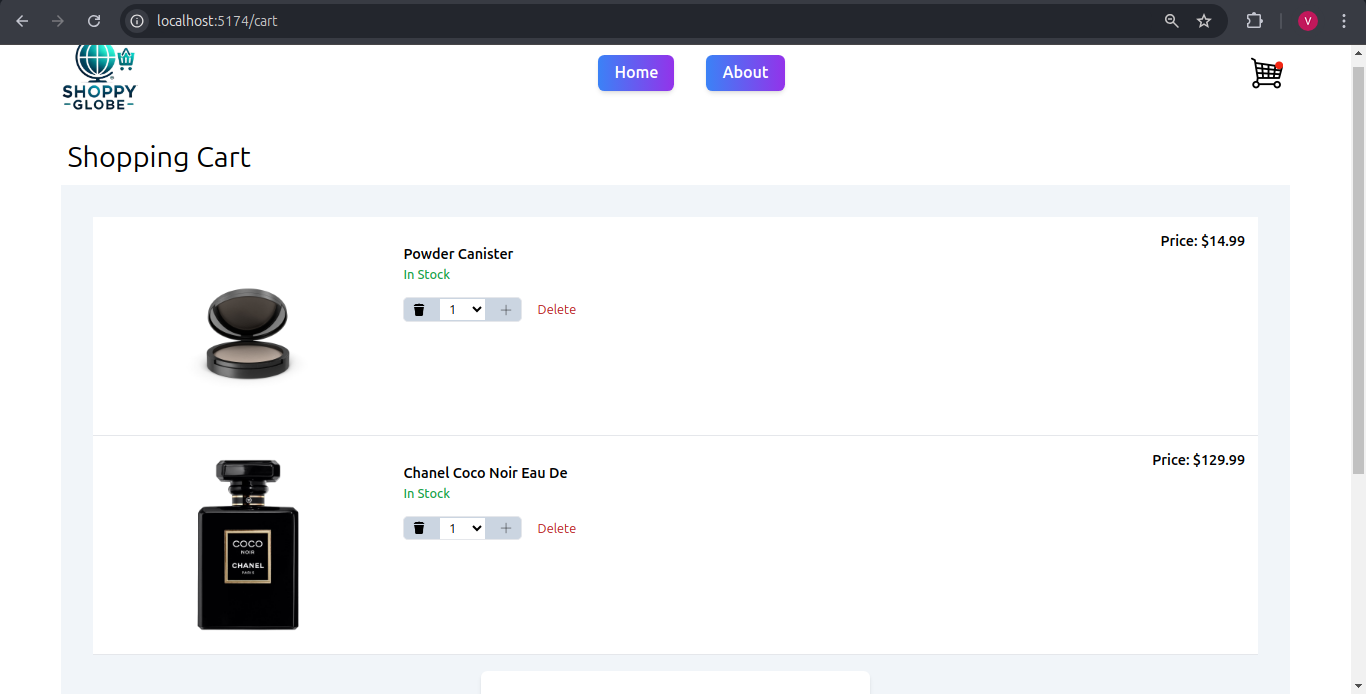 localhost:5174/cart
V
SHOPPY
GLOBE
Home
About
Shopping Cart
Powder Canister
In Stock
1
Delete
Price: $14.99
COCO
NOIR
CHANEL
PARIS
Chanel Coco Noir Eau De
In Stock
1
Delete
Price: $129.99